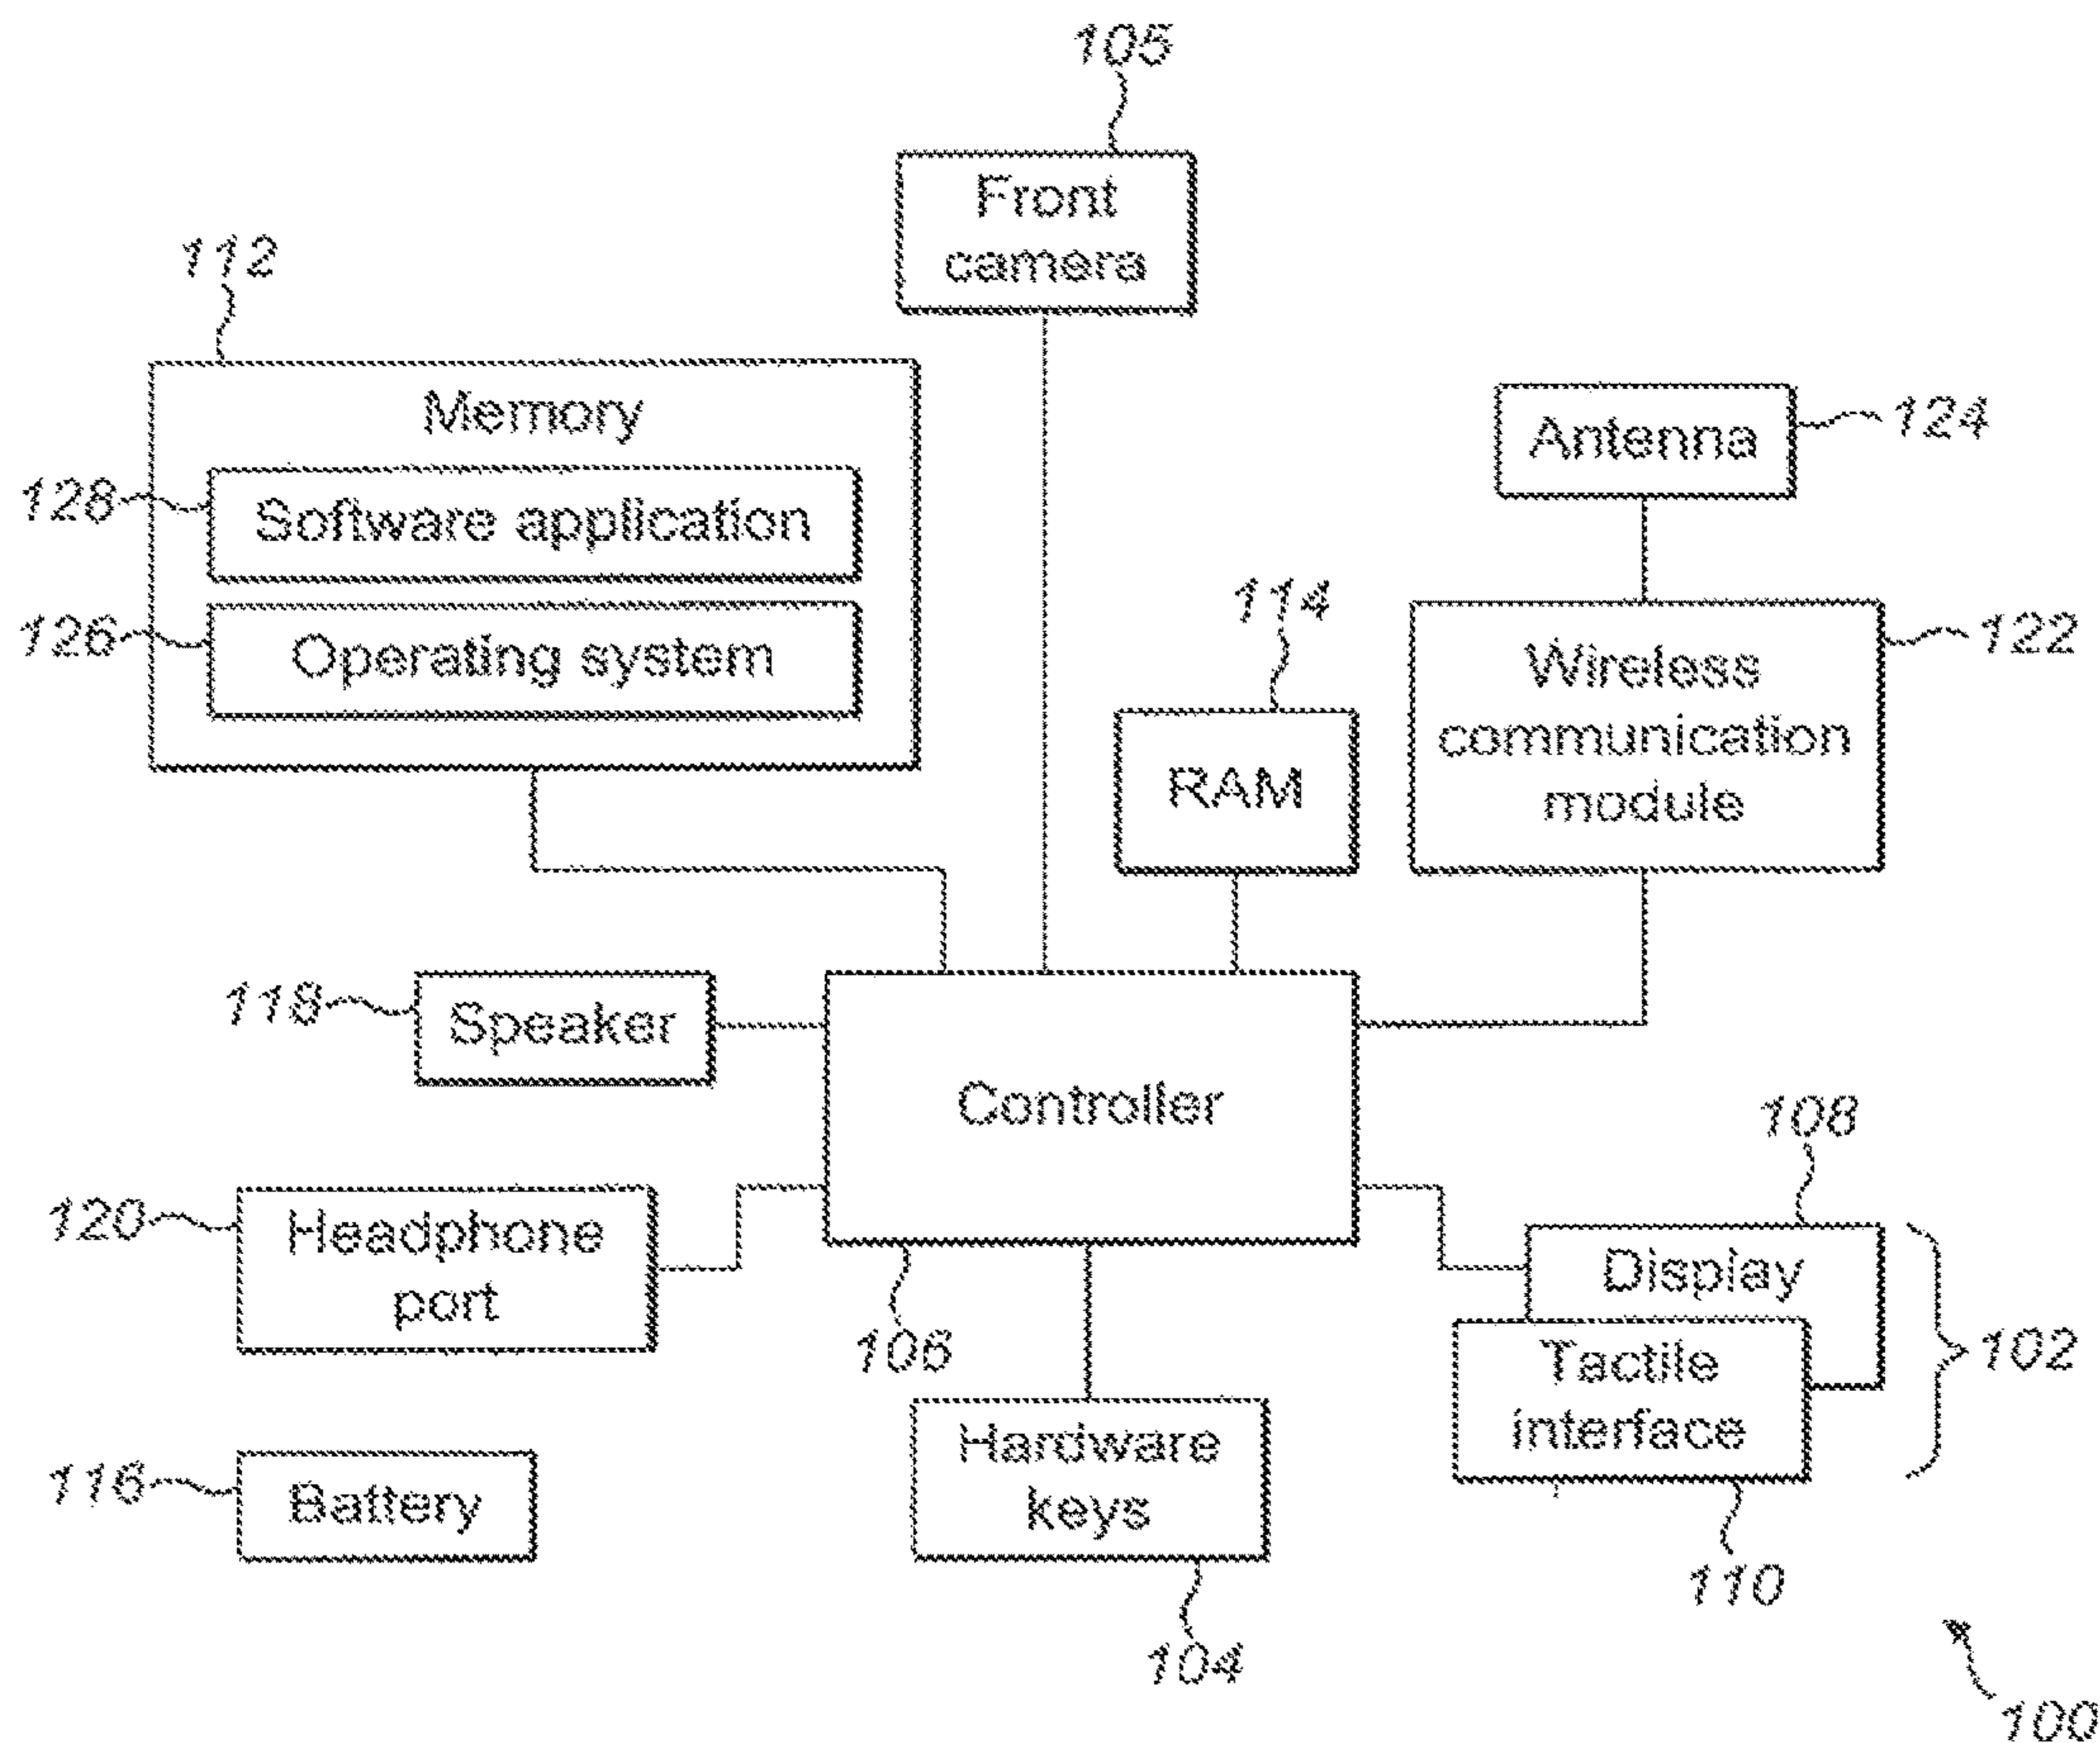 105
Front
camera
112
Memory
128
Software application
126
Operating system
Antenna
124
114
RAM
Wireless
communication
module
122
118
Speaker
Controller
106
108
Display
Tactile
interface
102
110
120
Headphone
port
116
Battery
Hardware
keys
104
100